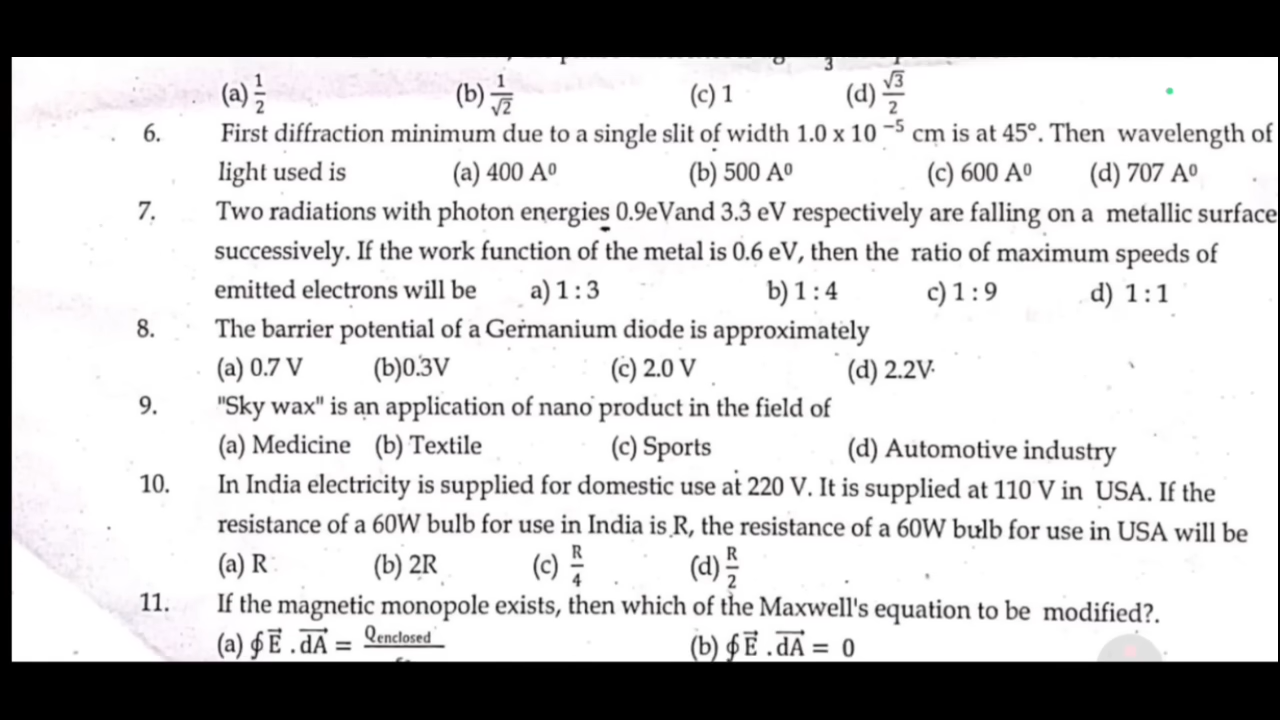 (a) 1/2 (b) 1/√2 (c) 1 (d) √3/2
6. First diffraction minimum due to a single slit of width 1.0 x 10 ⁻⁵ cm is at 45°. Then wavelength of
light used is (a) 400 A⁰ (b) 500 A⁰ (c) 600 A⁰ (d) 707 A⁰
7. Two radiations with photon energies 0.9eVand 3.3 eV respectively are falling on a metallic surface
successively. If the work function of the metal is 0.6 eV, then the ratio of maximum speeds of
emitted electrons will be a) 1 : 3 b) 1 : 4 c) 1 : 9 d) 1 : 1
8. The barrier potential of a Germanium diode is approximately
(a) 0.7 V (b)0.3V (c) 2.0 V (d) 2.2V
9. "Sky wax" is an application of nano product in the field of
(a) Medicine (b) Textile (c) Sports (d) Automotive industry
10. In India electricity is supplied for domestic use at 220 V. It is supplied at 110 V in USA. If the
resistance of a 60W bulb for use in India is R, the resistance of a 60W bulb for use in USA will be
(a) R (b) 2R (c) R/4 (d) R/2
11. If the magnetic monopole exists, then which of the Maxwell's equation to be modified?.
(a) ∮E⃗ . dA⃗ = Qenclosed (b) ∮E⃗ . dA⃗ = 0